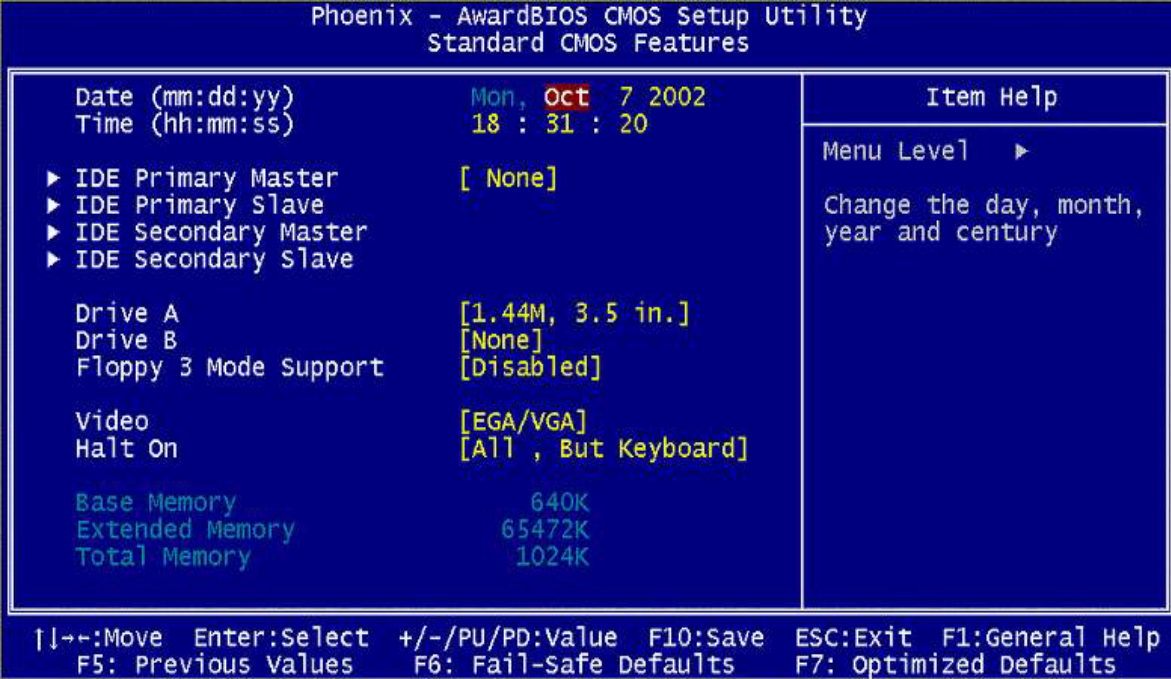 Phoenix - AwardBIOS CMOS Setup Utility
Standard CMOS Features
Date (mm:dd:yy) Mon, Oct 7 2002
Time (hh:mm:ss) 18 : 31 : 20
▶ IDE Primary Master [ None]
▶ IDE Primary Slave
▶ IDE Secondary Master
▶ IDE Secondary Slave
Drive A [1.44M, 3.5 in.]
Drive B [None]
Floppy 3 Mode Support [Disabled]
Video [EGA/VGA]
Halt On [All , But Keyboard]
Base Memory 640K
Extended Memory 65472K
Total Memory 1024K
Item Help
Menu Level ▶
Change the day, month,
year and century
↑↓→←:Move Enter:Select +/-/PU/PD:Value F10:Save ESC:Exit F1:General Help
F5: Previous Values F6: Fail-Safe Defaults F7: Optimized Defaults